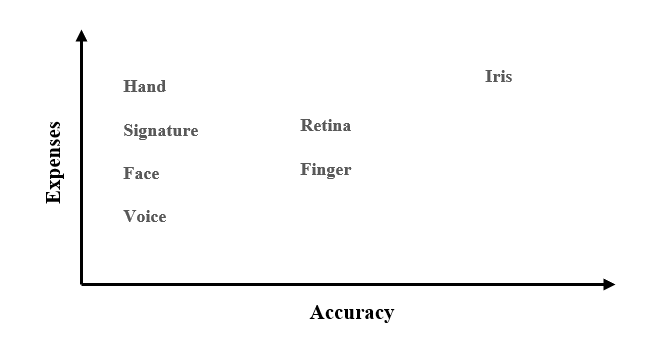 Iris
Hand
Retina
Signature
Finger
Face
Voice
Expenses
Accuracy